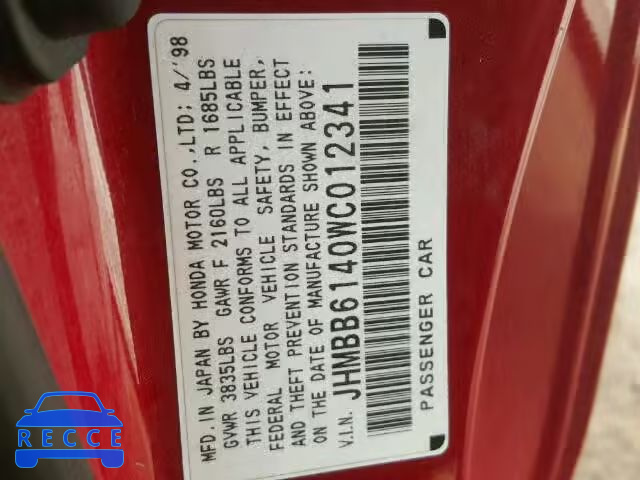 MFD. IN JAPAN BY HONDA MOTOR CO.,LTD; 4/'98
GVWR 3835LBS GAWR F 2160LBS R 1685LBS
THIS VEHICLE CONFORMS TO ALL APPLICABLE
FEDERAL MOTOR VEHICLE SAFETY, BUMPER,
AND THEFT PREVENTION STANDARDS IN EFFECT
ON THE DATE OF MANUFACTURE SHOWN ABOVE:
V.I.N. JHMBB6140WC012341
PASSENGER CAR
RECCE